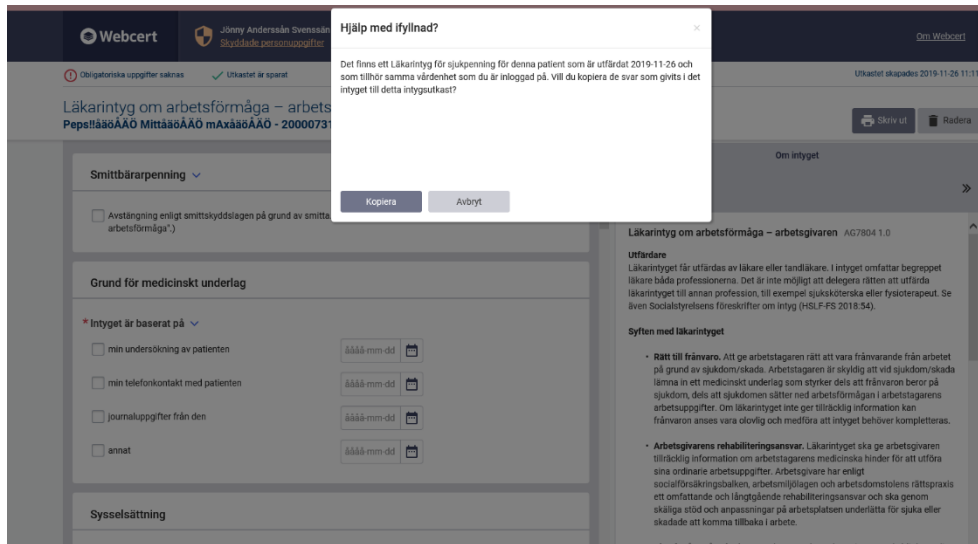 Webcert
Jönny Anderssån Svenssän
Skyddade personuppgifter
Om Webcert
Hjälp med ifyllnad?
Det finns ett Läkarintyg för sjukpenning för denna patient som är utfärdat 2019-11-26 och
som tillhör samma vårdenhet som du är inloggad på. Vill du kopiera de svar som givits i det
intyget till detta intygsutkast?
Kopiera
Avbryt
Obligatoriska uppgifter saknas
Utkastet är sparat
Utkastet skapades 2019-11-26 11:11
Läkarintyg om arbetsförmåga – arbets
Peps!!åäöÅÄÖ MittåäöÅÄÖ mAxåäöÅÄÖ - 20000731
Skriv ut
Radera
Smittbärarpenning
Avstängning enligt smittskyddslagen på grund av smitta.
arbetsförmåga".)
Grund för medicinskt underlag
* Intyget är baserat på
min undersökning av patienten
åååå-mm-dd
min telefonkontakt med patienten
åååå-mm-dd
journaluppgifter från den
åååå-mm-dd
annat
åååå-mm-dd
Sysselsättning
Om intyget
Läkarintyg om arbetsförmåga – arbetsgivaren AG7804 1.0
Utfärdare
Läkarintyget får utfärdas av läkare eller tandläkare. I intyget omfattar begreppet
läkare båda professionerna. Det är inte möjligt att delegera rätten att utfärda
läkarintyget till annan profession, till exempel sjuksköterska eller fysioterapeut. Se
även Socialstyrelsens föreskrifter om intyg (HSLF-FS 2018:54).
Syften med läkarintyget
• Rätt till frånvaro. Att ge arbetstagaren rätt att vara frånvarande från arbetet
på grund av sjukdom/skada. Arbetstagaren är skyldig att vid sjukdom/skada
lämna in ett medicinskt underlag som styrker dels att frånvaron beror på
sjukdom, dels att sjukdomen sätter ned arbetsförmågan i arbetstagarens
arbetsuppgifter. Om läkarintyget inte ger tillräcklig information kan
frånvaron anses vara olovlig och medföra att intyget behöver kompletteras.
• Arbetsgivarens rehabiliteringsansvar. Läkarintyget ska ge arbetsgivaren
tillräcklig information om arbetstagarens medicinska hinder för att utföra
sina ordinarie arbetsuppgifter. Arbetsgivare har enligt
socialförsäkringsbalken, arbetsmiljölagen och arbetsdomstolens rättspraxis
ett omfattande och långtgående rehabiliteringsansvar och ska genom
skäliga stöd och anpassningar på arbetsplatsen underlätta för sjuka eller
skadade att komma tillbaka i arbete.